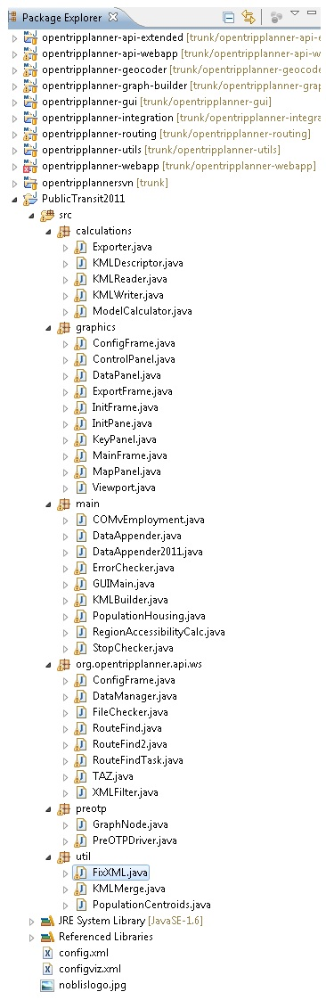 Package Explorer
opentripplanner-api-extended [trunk/opentripplanner-api-e
opentripplanner-api-webapp [trunk/opentripplanner-api-w
opentripplanner-geocoder [trunk/opentripplanner-geocode
opentripplanner-graph-builder [trunk/opentripplanner-gra
opentripplanner-gui [trunk/opentripplanner-gui]
opentripplanner-integration [trunk/opentripplanner-integra
opentripplanner-routing [trunk/opentripplanner-routing]
opentripplanner-utils [trunk/opentripplanner-utils]
opentripplanner-webapp [trunk/opentripplanner-webapp]
opentripplannersvn [trunk]
PublicTransit2011
src
calculations
Exporter.java
KMLDescriptor.java
KMLReader.java
KMLWriter.java
ModelCalculator.java
graphics
ConfigFrame.java
ControlPanel.java
DataPanel.java
ExportFrame.java
InitFrame.java
InitPane.java
KeyPanel.java
MainFrame.java
MapPanel.java
Viewport.java
main
COMvEmployment.java
DataAppender.java
DataAppender2011.java
ErrorChecker.java
GUIMain.java
KMLBuilder.java
PopulationHousing.java
RegionAccessibilityCalc.java
StopChecker.java
org.opentripplanner.api.ws
ConfigFrame.java
DataManager.java
FileChecker.java
RouteFind.java
RouteFind2.java
RouteFindTask.java
TAZ.java
XMLFilter.java
preotp
GraphNode.java
PreOTPDriver.java
util
FixXML.java
KMLMerge.java
PopulationCentroids.java
JRE System Library [JavaSE-1.6]
Referenced Libraries
config.xml
configviz.xml
noblislogo.jpg